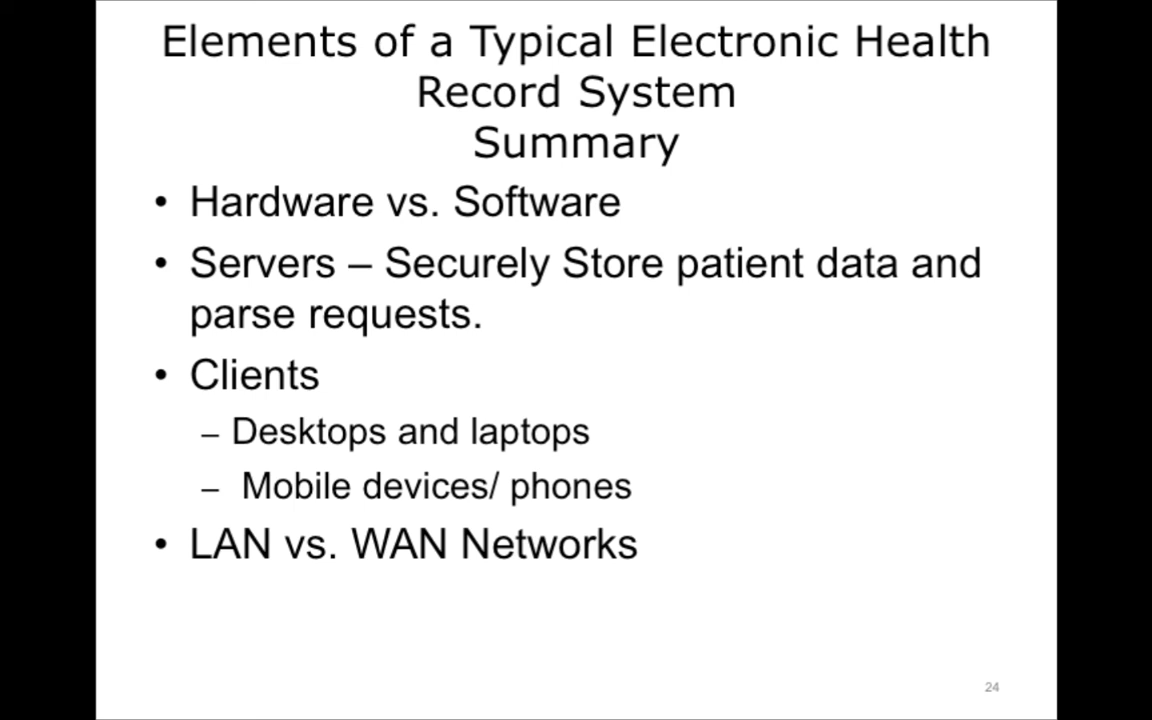 Elements of a Typical Electronic Health
Record System
Summary
• Hardware vs. Software
• Servers – Securely Store patient data and
parse requests.
• Clients
– Desktops and laptops
– Mobile devices/ phones
• LAN vs. WAN Networks
24